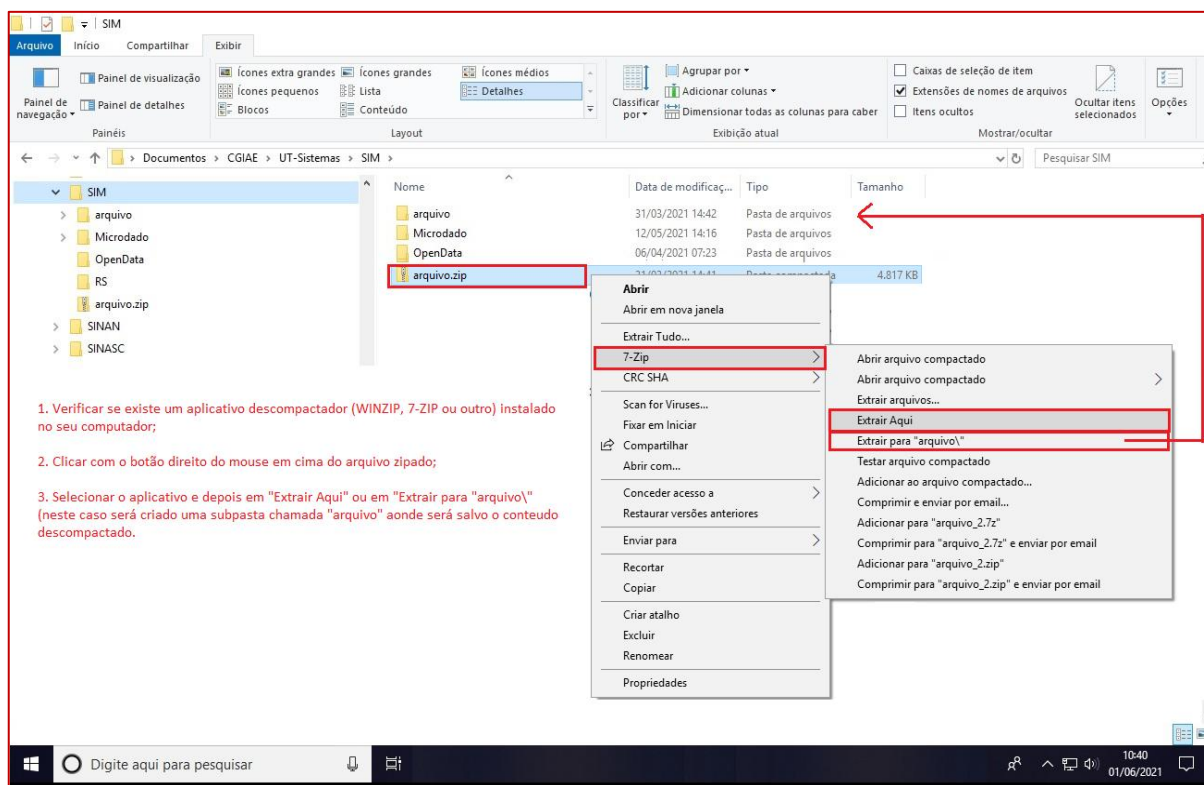 SIM
Arquivo Início Compartilhar Exibir
Painel de navegação
Painel de visualização
Painel de detalhes
Painéis
Ícones extra grandes Ícones grandes Ícones médios
Ícones pequenos Lista Detalhes
Blocos Conteúdo
Layout
Classificar por
Agrupar por
Adicionar colunas
Dimensionar todas as colunas para caber
Exibição atual
Caixas de seleção de item
Extensões de nomes de arquivos
Itens ocultos
Ocultar itens selecionados
Mostrar/ocultar
Opções
Documentos > CGIAE > UT-Sistemas > SIM >
Pesquisar SIM
SIM
arquivo
Microdado
OpenData
RS
arquivo.zip
SINAN
SINASC
Nome Data de modificaç... Tipo Tamanho
arquivo 31/03/2021 14:42 Pasta de arquivos
Microdado 12/05/2021 14:16 Pasta de arquivos
OpenData 06/04/2021 07:23 Pasta de arquivos
arquivo.zip 4.817 KB
Abrir
Abrir em nova janela
Extrair Tudo...
7-Zip
CRC SHA
Scan for Viruses...
Fixar em Iniciar
Compartilhar
Abrir com...
Conceder acesso a
Restaurar versões anteriores
Enviar para
Recortar
Copiar
Criar atalho
Excluir
Renomear
Propriedades
Abrir arquivo compactado
Abrir arquivo compactado
Extrair arquivos...
Extrair Aqui
Extrair para "arquivo\"
Testar arquivo compactado
Adicionar ao arquivo compactado...
Comprimir e enviar por email...
Adicionar para "arquivo_2.7z"
Comprimir para "arquivo_2.7z" e enviar por email
Adicionar para "arquivo_2.zip"
Comprimir para "arquivo_2.zip" e enviar por email
1. Verificar se existe um aplicativo descompactador (WINZIP, 7-ZIP ou outro) instalado
no seu computador;
2. Clicar com o botão direito do mouse em cima do arquivo zipado;
3. Selecionar o aplicativo e depois em "Extrair Aqui" ou em "Extrair para "arquivo\"
(neste caso será criado uma subpasta chamada "arquivo" aonde será salvo o conteudo
descompactado.
Digite aqui para pesquisar
10:40
01/06/2021